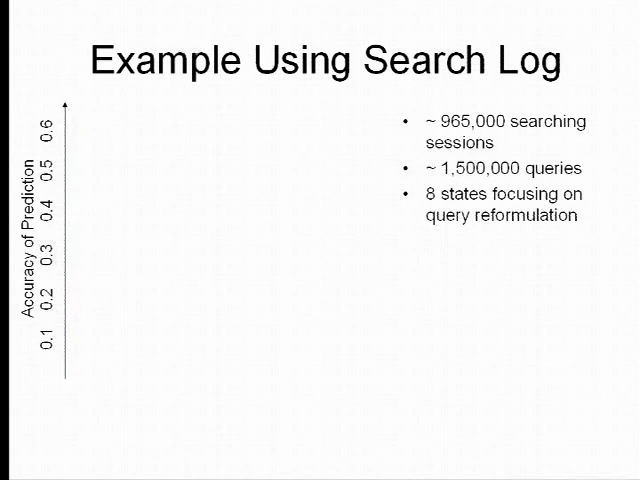 Example Using Search Log
Accuracy of Prediction
0.6
0.5
0.4
0.3
0.2
0.1
• ~ 965,000 searching
sessions
• ~ 1,500,000 queries
• 8 states focusing on
query reformulation